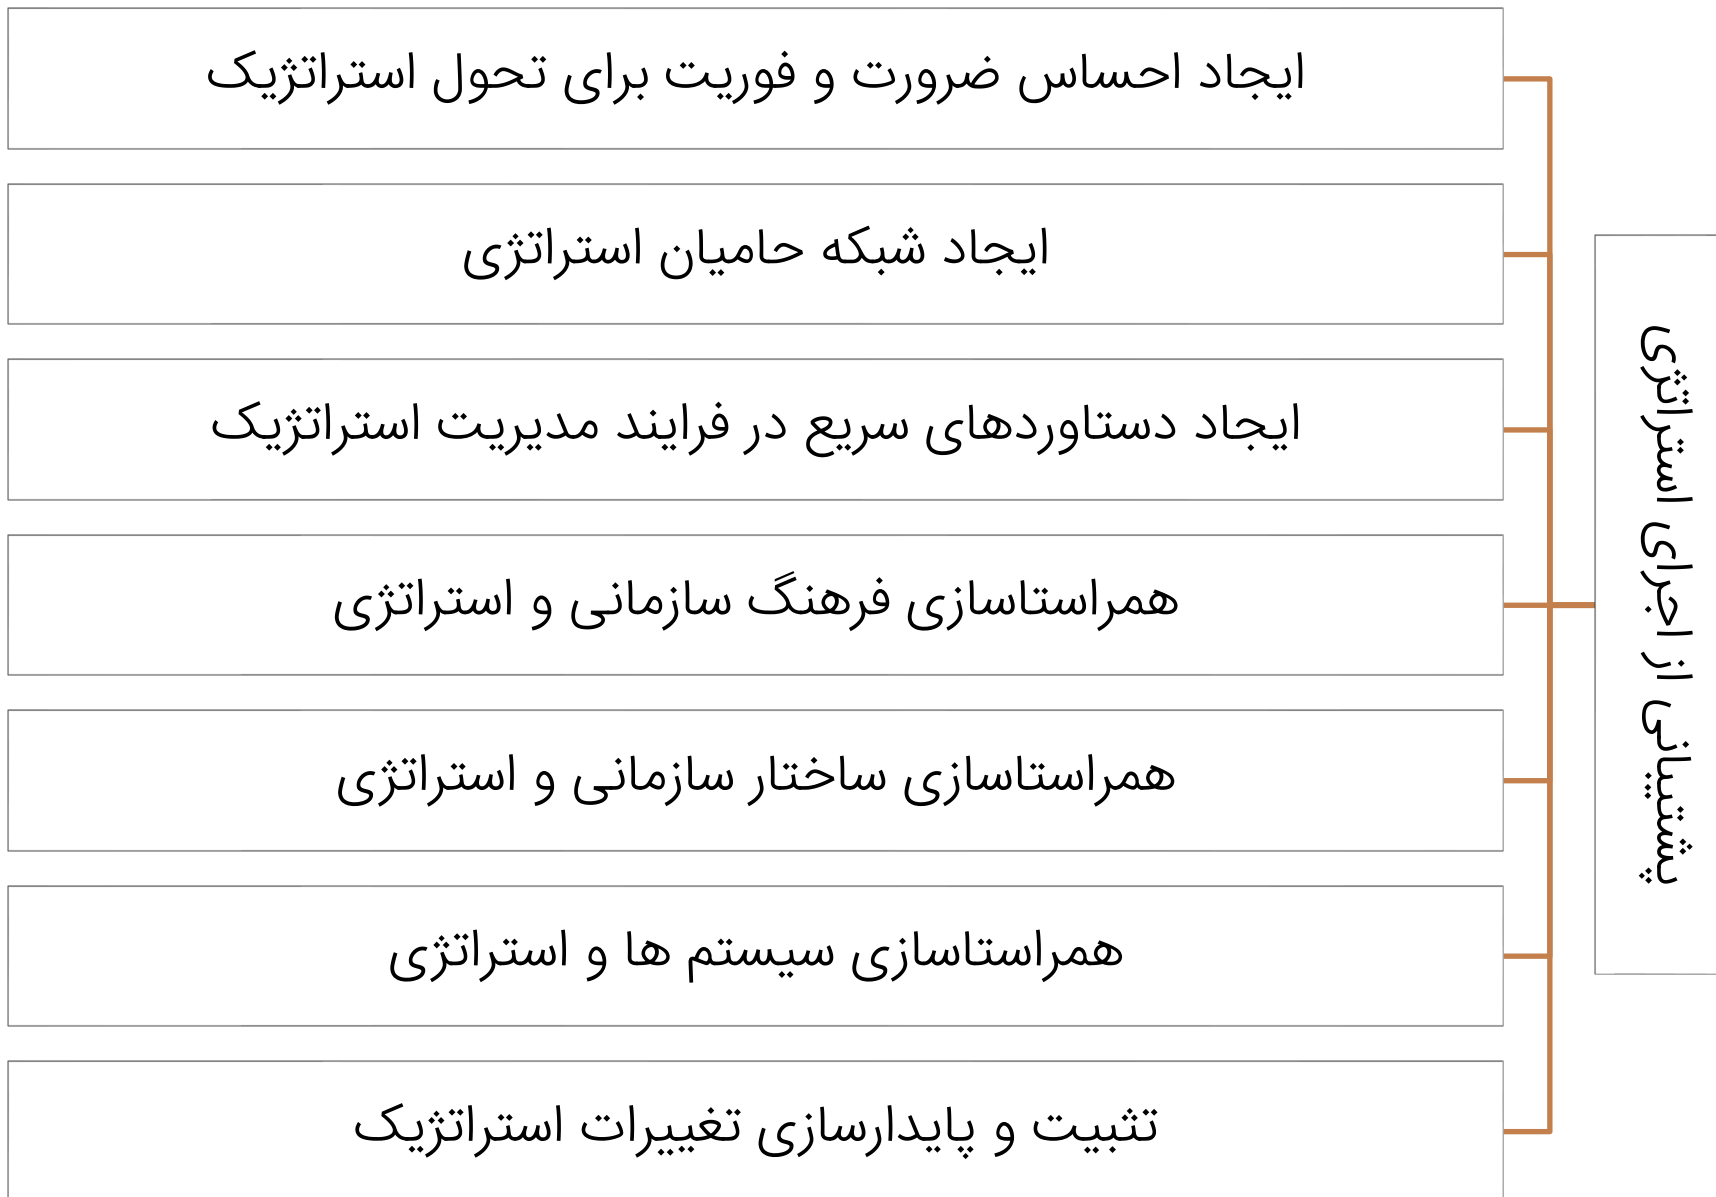 پشتیبانی از اجرای استراتژی
ایجاد احساس ضرورت و فوریت برای تحول استراتژیک
ایجاد شبکه حامیان استراتژی
ایجاد دستاوردهای سریع در فرایند مدیریت استراتژیک
همراستاسازی فرهنگ سازمانی و استراتژی
همراستاسازی ساختار سازمانی و استراتژی
همراستاسازی سیستم ها و استراتژی
تثبیت و پایدارسازی تغییرات استراتژیک